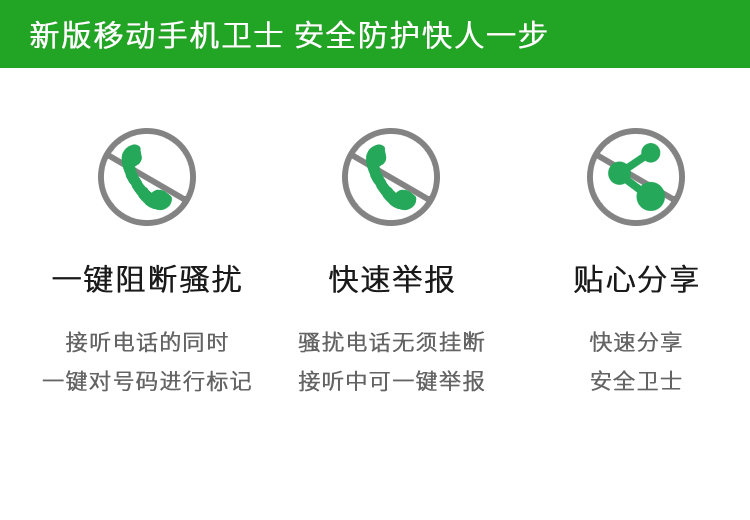 新版移动手机卫士 安全防护快人一步
一键阻断骚扰
接听电话的同时
一键对号码进行标记
快速举报
骚扰电话无须挂断
接听中可一键举报
贴心分享
快速分享
安全卫士